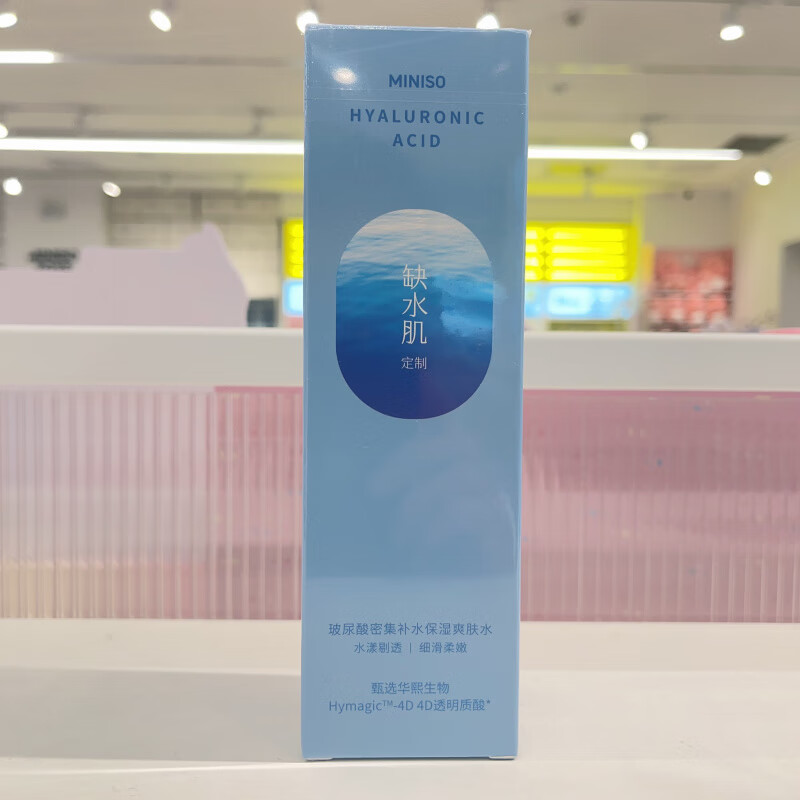 MINISO
HYALURONIC
ACID
缺水肌
定制
玻尿酸密集补水保湿爽肤水
水漾剔透 | 细滑柔嫩
甄选华熙生物
Hymagic™-4D 4D透明质酸*